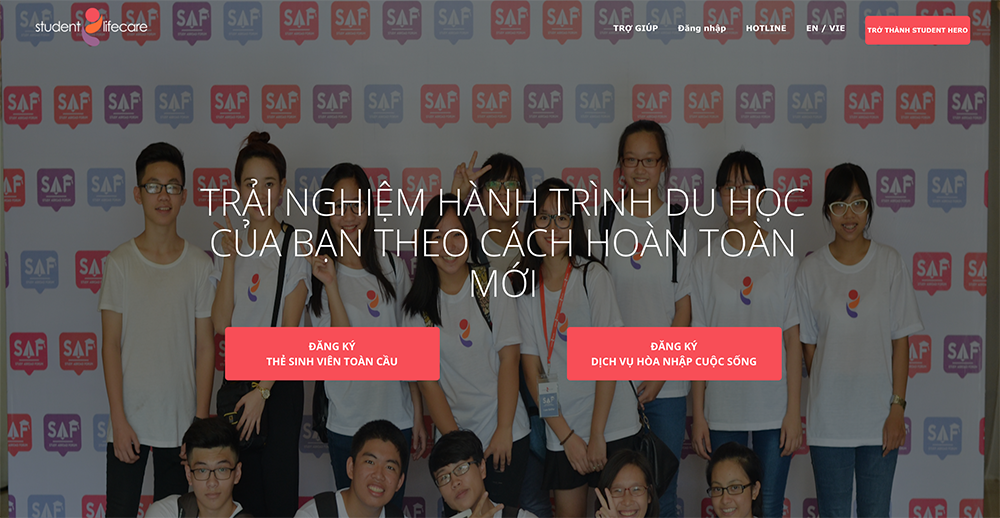 student lifecare
TRỢ GIÚP
Đăng nhập
HOTLINE
EN / VIE
TRỞ THÀNH STUDENT HERO
TRẢI NGHIỆM HÀNH TRÌNH DU HỌC
CỦA BẠN THEO CÁCH HOÀN TOÀN
MỚI
ĐĂNG KÝ
THẺ SINH VIÊN TOÀN CẦU
ĐĂNG KÝ
DỊCH VỤ HÒA NHẬP CUỘC SỐNG
SAF